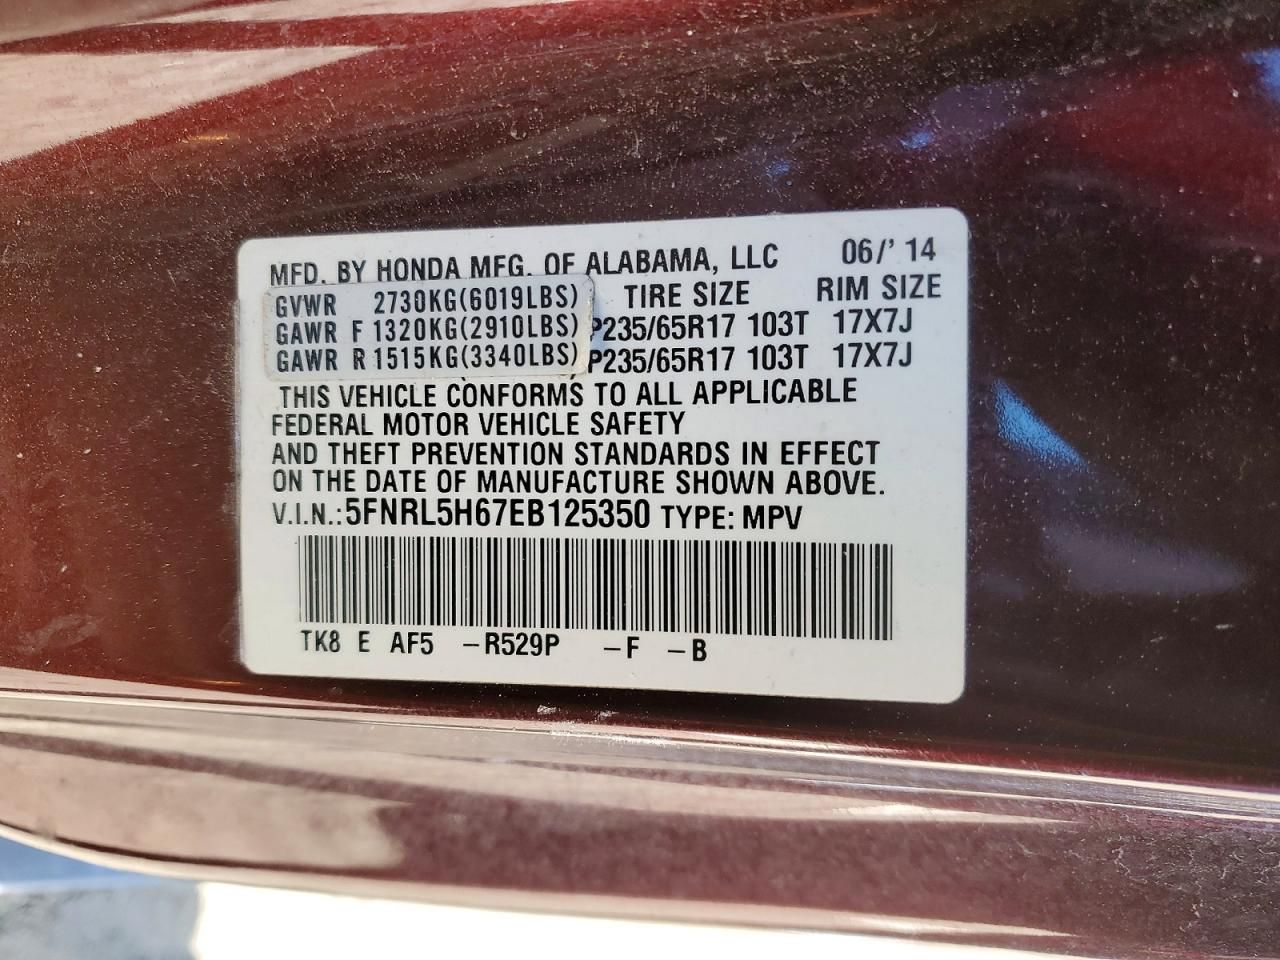 MFD. BY HONDA MFG. OF ALABAMA, LLC 06/' 14
GVWR 2730KG(6019LBS) TIRE SIZE RIM SIZE
GAWR F 1320KG(2910LBS) P235/65R17 103T 17X7J
GAWR R 1515KG(3340LBS) P235/65R17 103T 17X7J
THIS VEHICLE CONFORMS TO ALL APPLICABLE
FEDERAL MOTOR VEHICLE SAFETY
AND THEFT PREVENTION STANDARDS IN EFFECT
ON THE DATE OF MANUFACTURE SHOWN ABOVE.
V.I.N.:5FNRL5H67EB125350 TYPE: MPV
TK8 E AF5 -R529P -F -B